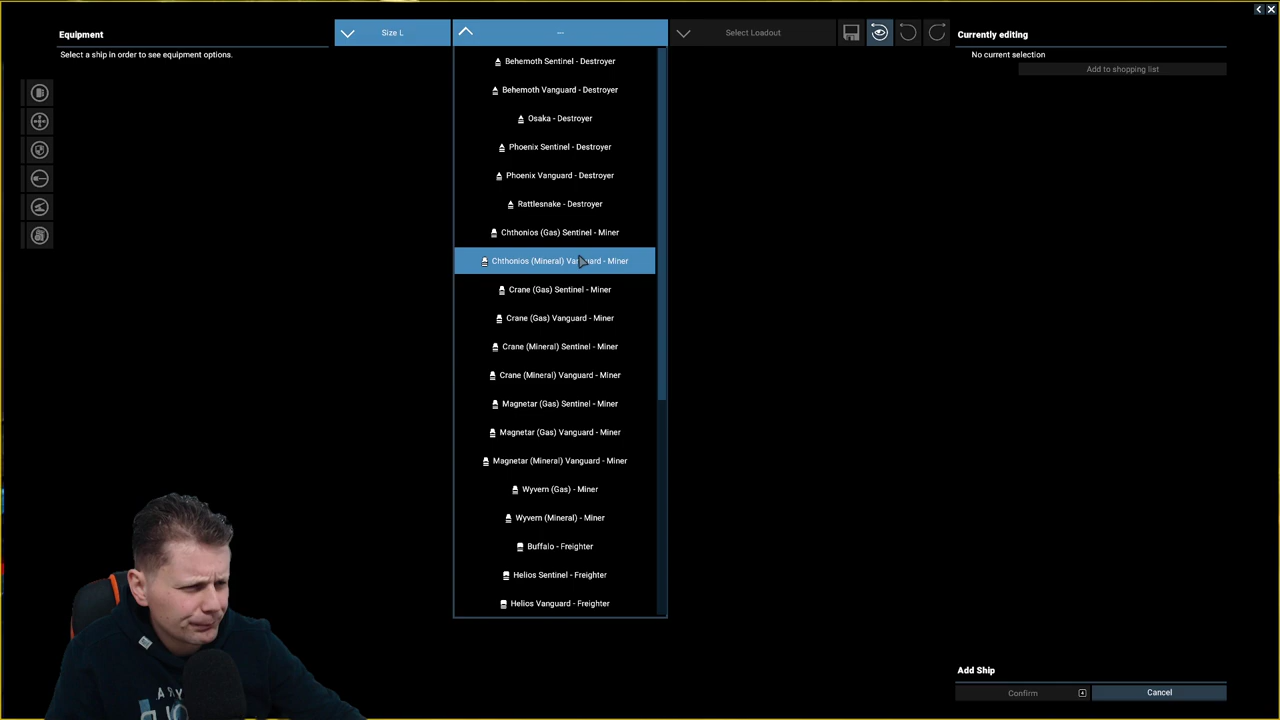 Equipment
Select a ship in order to see equipment options.
Size L
---
Select Loadout
Currently editing
No current selection
Add to shopping list
Behemoth Sentinel - Destroyer
Behemoth Vanguard - Destroyer
Osaka - Destroyer
Phoenix Sentinel - Destroyer
Phoenix Vanguard - Destroyer
Rattlesnake - Destroyer
Chthonios (Gas) Sentinel - Miner
Chthonios (Mineral) Vanguard - Miner
Crane (Gas) Sentinel - Miner
Crane (Gas) Vanguard - Miner
Crane (Mineral) Sentinel - Miner
Crane (Mineral) Vanguard - Miner
Magnetar (Gas) Sentinel - Miner
Magnetar (Gas) Vanguard - Miner
Magnetar (Mineral) Vanguard - Miner
Wyvern (Gas) - Miner
Wyvern (Mineral) - Miner
Buffalo - Freighter
Helios Sentinel - Freighter
Helios Vanguard - Freighter
Add Ship
Confirm
Cancel